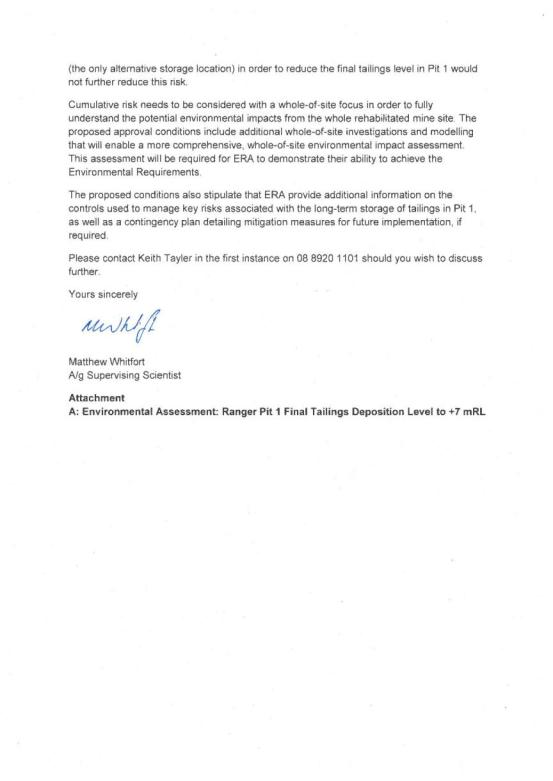 (the only alternative storage location) in order to reduce the final tailings level in Pit 1 would
not further reduce this risk.
Cumulative risk needs to be considered with a whole-of-site focus in order to fully
understand the potential environmental impacts from the whole rehabilitated mine site. The
proposed approval conditions include additional whole-of-site investigations and modelling
that will enable a more comprehensive, whole-of-site environmental impact assessment.
This assessment will be required for ERA to demonstrate their ability to achieve the
Environmental Requirements.
The proposed conditions also stipulate that ERA provide additional information on the
controls used to manage key risks associated with the long-term storage of tailings in Pit 1,
as well as a contingency plan detailing mitigation measures for future implementation, if
required.
Please contact Keith Tayler in the first instance on 08 8920 1101 should you wish to discuss
further.
Yours sincerely
Matthew Whitfort
A/g Supervising Scientist
Attachment
A: Environmental Assessment: Ranger Pit 1 Final Tailings Deposition Level to +7 mRL